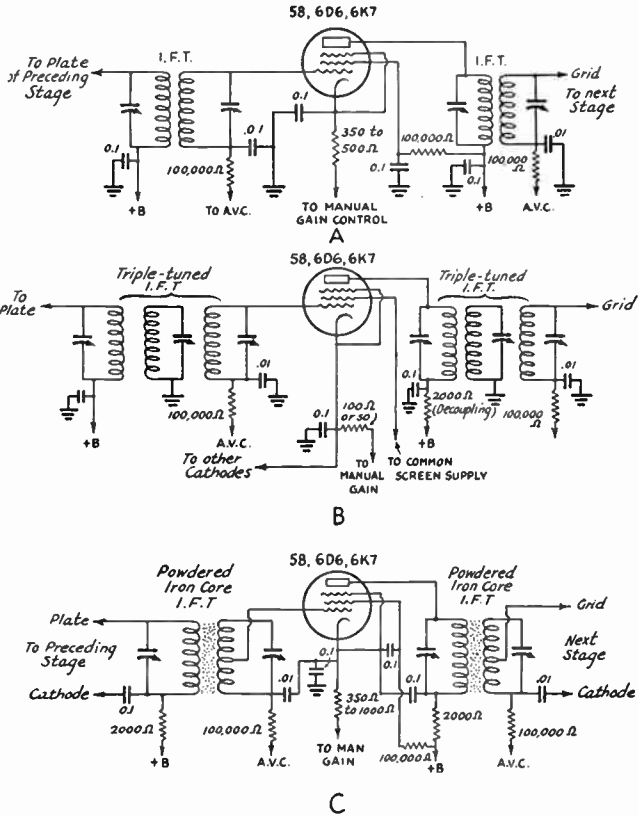 58, 6D6, 6K7
To Plate
of Preceding
Stage
I.F.T.
I.F.T.
Grid
To next
Stage
0.1
0.1
.01
100,000Ω
350 to
500Ω
100,000Ω
0.1
0.1
100,000
Ω
.01
+B
TO A.V.C.
TO MANUAL
GAIN CONTROL
+B
A.V.C.
A
58, 6D6, 6K7
Triple-tuned
I.F.T
Triple-tuned
I.F.T.
To
Plate
Grid
.01
100,000Ω
0.1
100Ω
(or so)
0.1
2000Ω
(Decoupling)
.01
100,000
Ω
+B
A.V.C.
+B
To other
Cathodes
TO
MANUAL
GAIN
TO COMMON
SCREEN SUPPLY
B
58, 6D6, 6K7
Powdered
Iron Core
I.F.T
Powdered
Iron Core
I.F.T
Plate
Grid
To Preceding
Stage
Next
Stage
Cathode
Cathode
0.1
2000Ω
.01
100,000Ω
0.1
350Ω
to 1000Ω
0.1
0.1
2000Ω
100,000Ω
.01
100,000Ω
+B
A.V.C.
TO MAN
GAIN
+B
A.V.C.
C